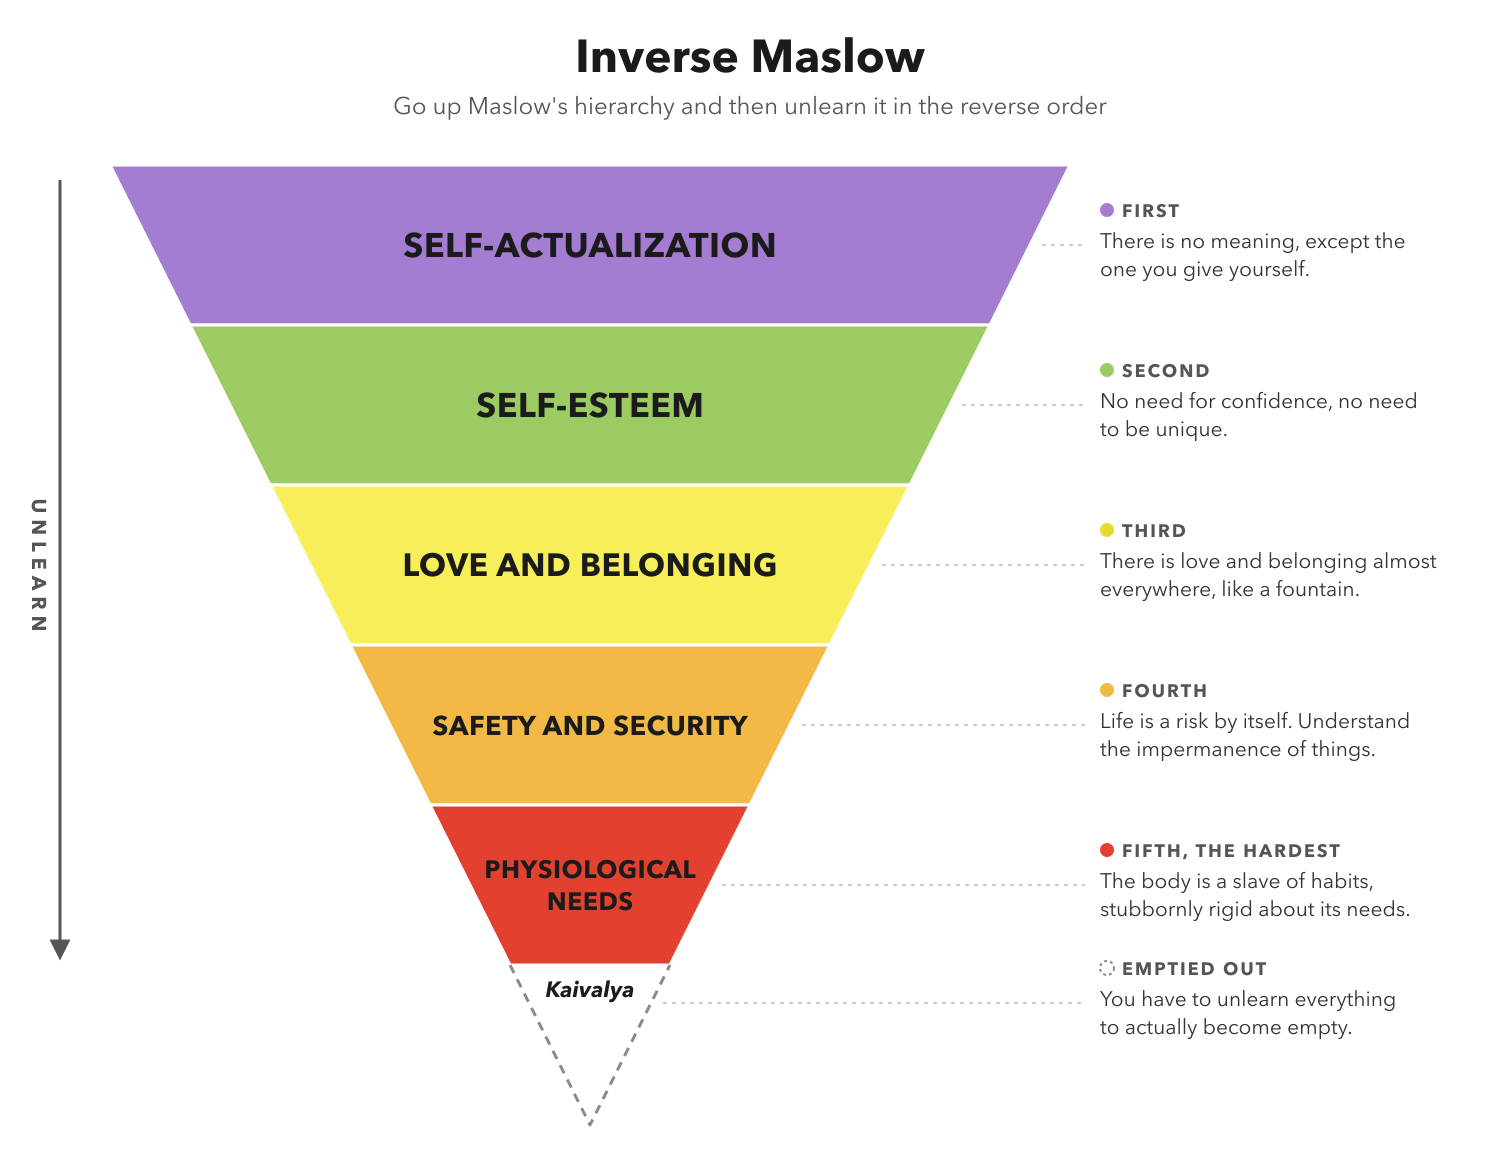 Inverse Maslow
Go up Maslow's hierarchy and then unlearn it in the reverse order
UNLEARN
SELF-ACTUALIZATION
FIRST
There is no meaning, except the
one you give yourself.
SELF-ESTEEM
SECOND
No need for confidence, no need
to be unique.
LOVE AND BELONGING
THIRD
There is love and belonging almost
everywhere, like a fountain.
SAFETY AND SECURITY
FOURTH
Life is a risk by itself. Understand
the impermanence of things.
PHYSIOLOGICAL
NEEDS
FIFTH, THE HARDEST
The body is a slave of habits,
stubbornly rigid about its needs.
Kaivalya
EMPTIED OUT
You have to unlearn everything
to actually become empty.